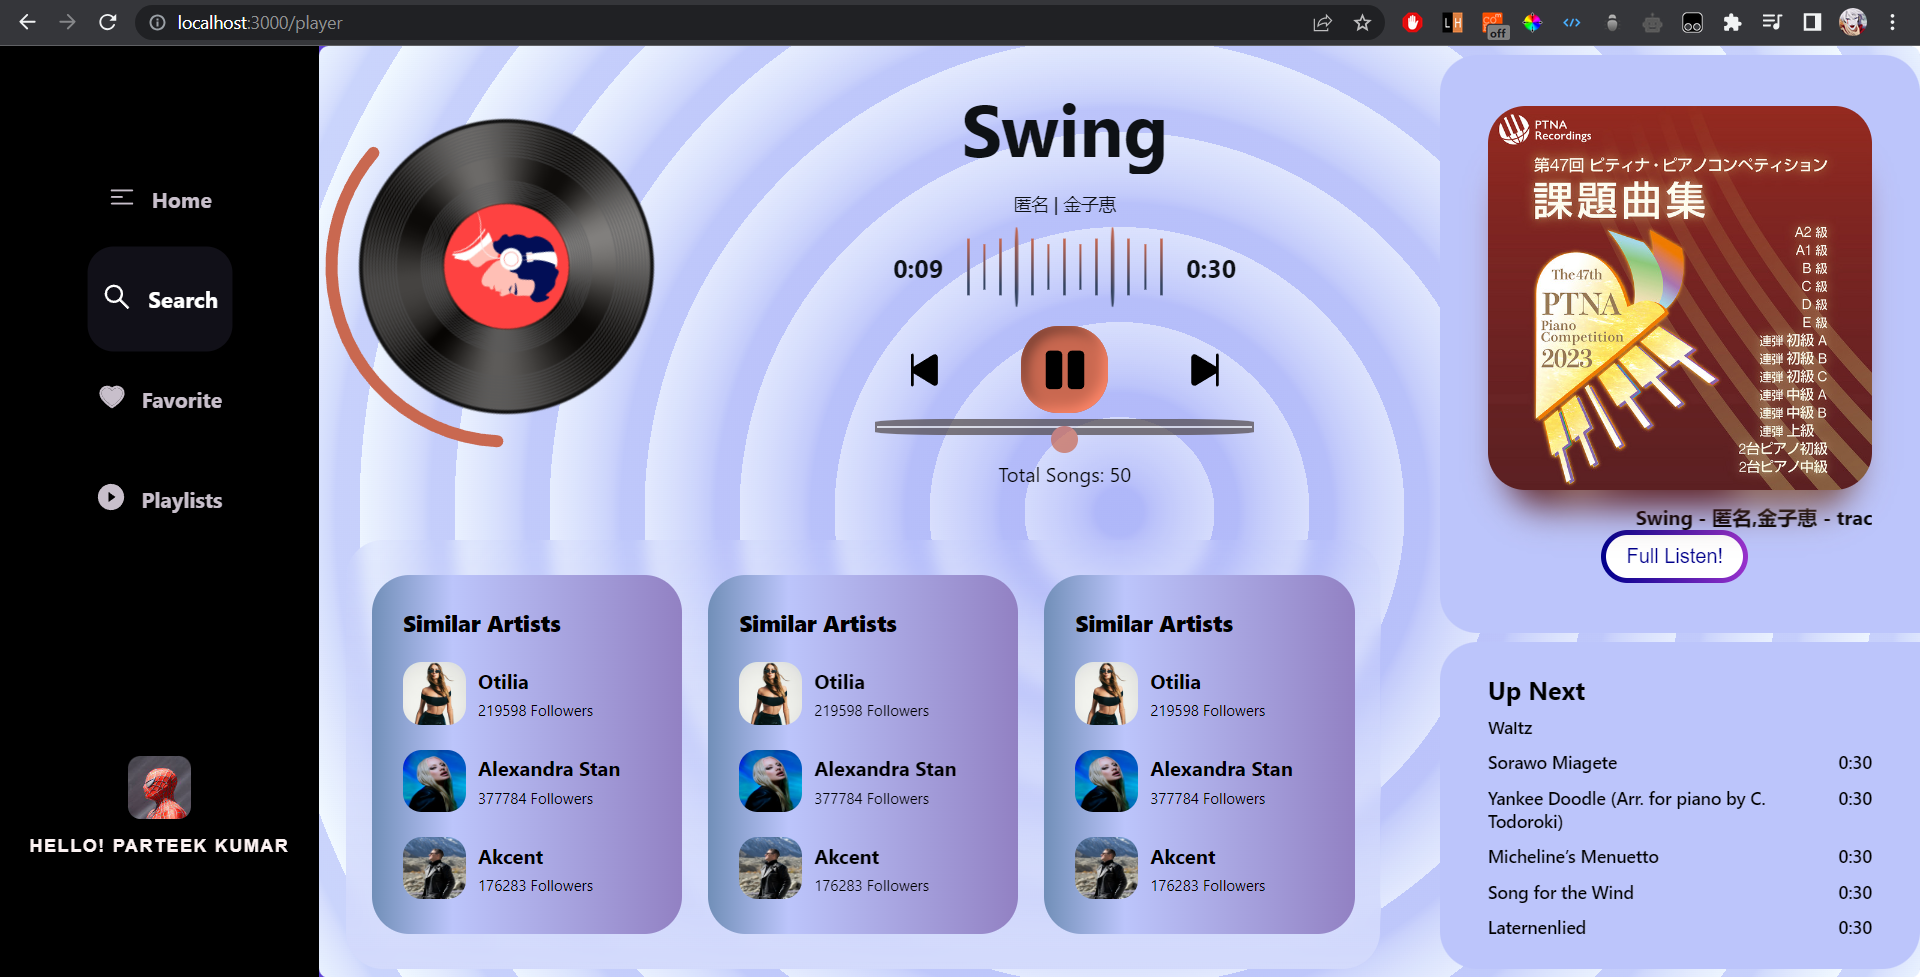 localhost:3000/player
LH
off
Home
Search
Favorite
Playlists
HELLO! PARTEEK KUMAR
Swing
匿名 | 金子恵
0:09
0:30
Total Songs: 50
Similar Artists
Otilia
219598 Followers
Alexandra Stan
377784 Followers
Akcent
176283 Followers
Similar Artists
Otilia
219598 Followers
Alexandra Stan
377784 Followers
Akcent
176283 Followers
Similar Artists
Otilia
219598 Followers
Alexandra Stan
377784 Followers
Akcent
176283 Followers
PTNA
Recordings
第47回 ピティナ・ピアノコンペティション
課題曲集
A2 級
A1 級
B 級
C 級
D 級
E 級
連弾 初級 A
連弾 初級 B
連弾 初級 C
連弾 中級 A
連弾 中級 B
連弾 上級
2台ピアノ初級
2台ピアノ中級
The 47th
PTNA
Piano
Competition
2023
Swing - 匿名,金子恵 - trac
Full Listen!
Up Next
Waltz
Sorawo Miagete 0:30
Yankee Doodle (Arr. for piano by C. 0:30
Todoroki)
Micheline’s Menuetto 0:30
Song for the Wind 0:30
Laternenlied 0:30